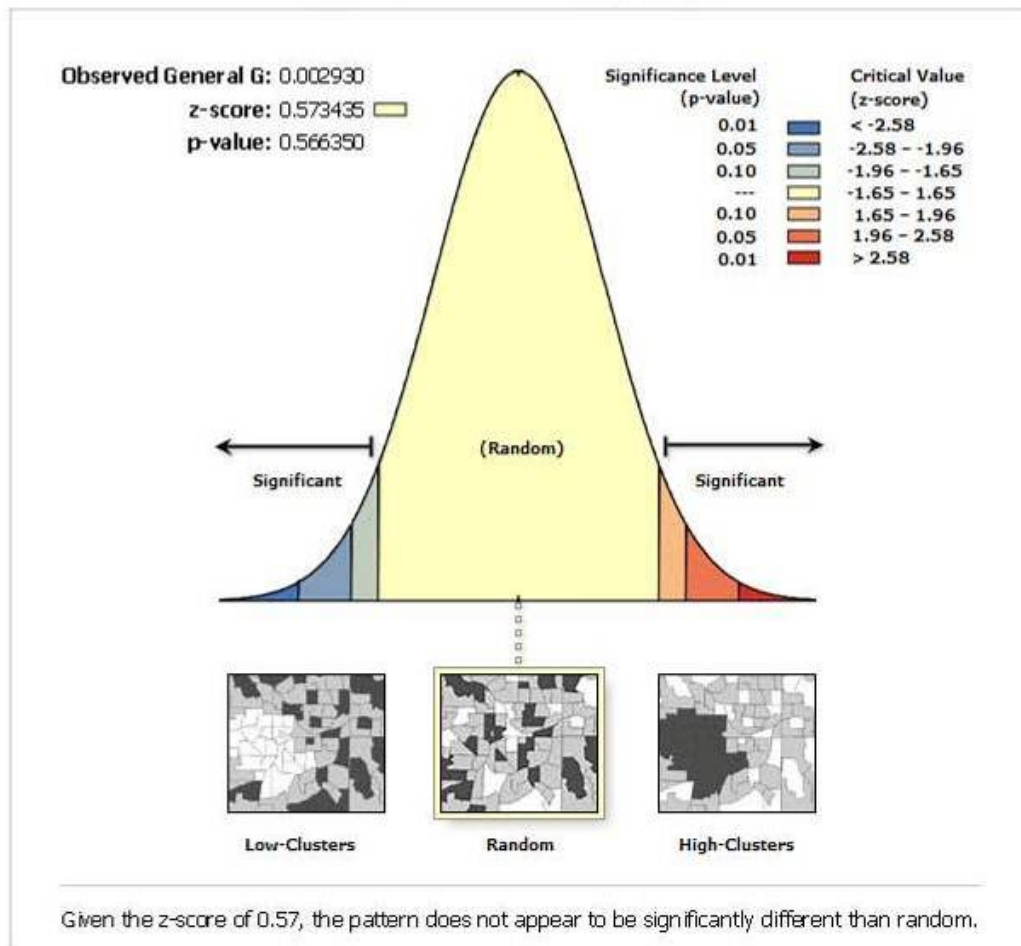 Observed General G: 0.002930
z-score: 0.573435
p-value: 0.566350
Significance Level (p-value)
Critical Value (z-score)
0.01 < -2.58
0.05 -2.58 – -1.96
0.10 -1.96 – -1.65
--- -1.65 – 1.65
0.10 1.65 – 1.96
0.05 1.96 – 2.58
0.01 > 2.58
(Random)
Significant
Significant
Low-Clusters
Random
High-Clusters
Given the z-score of 0.57, the pattern does not appear to be significantly different than random.